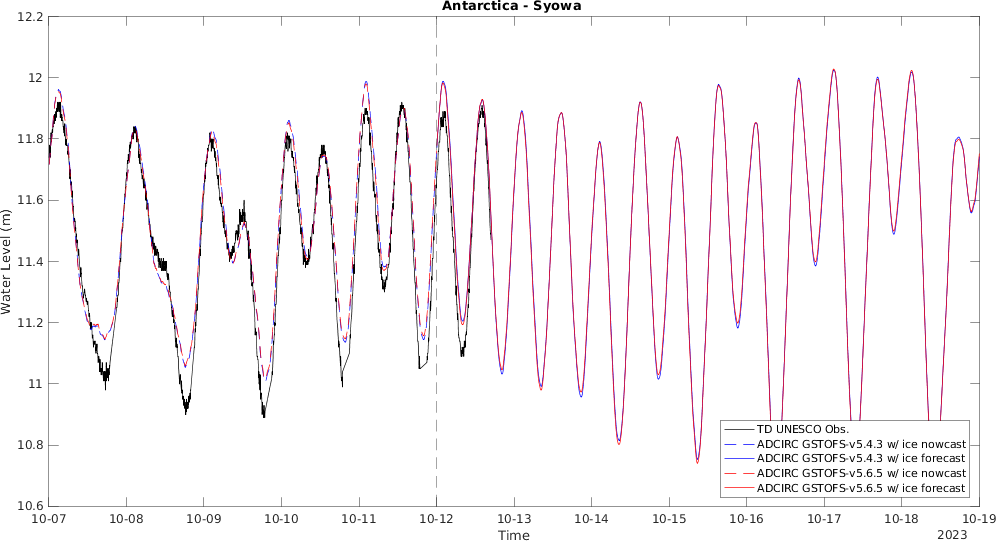 Antarctica - Syowa
Water Level (m)
12.2
12
11.8
11.6
11.4
11.2
11
10.8
10.6
TD UNESCO Obs.
ADCIRC GSTOFS-v5.4.3 w/ ice nowcast
ADCIRC GSTOFS-v5.4.3 w/ ice forecast
ADCIRC GSTOFS-v5.6.5 w/ ice nowcast
ADCIRC GSTOFS-v5.6.5 w/ ice forecast
10-07 10-08 10-09 10-10 10-11 10-12 10-13 10-14 10-15 10-16 10-17 10-18 10-19
Time
2023